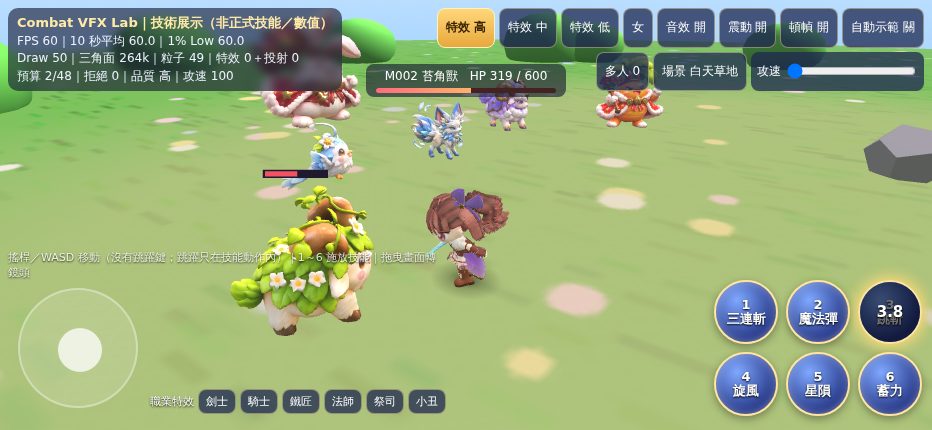 Combat VFX Lab｜技術展示（非正式技能／數值）
FPS 60｜10 秒平均 60.0｜1% Low 60.0
Draw 50｜三角面 264k｜粒子 49｜特效 0＋投射 0
預算 2/48｜拒絕 0｜品質 高｜攻速 100
特效 高
特效 中
特效 低
女
音效 開
震動 開
頓幀 開
自動示範 關
M002 苔角獸 HP 319 / 600
多人 0
場景 白天草地
攻速
搖桿／WASD 移動（沒有跳躍鍵；跳躍只在技能動作內）｜1～6 施放技能｜拖曳畫面轉
鏡頭
1
三連斬
2
魔法彈
3
3.8
跳斬
4
旋風
5
星隕
6
蓄力
職業特效
劍士
騎士
鐵匠
法師
祭司
小丑